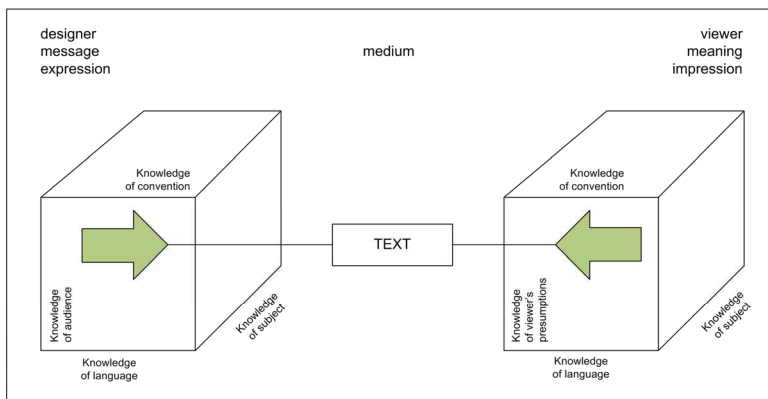 designer
message
expression
medium
viewer
meaning
impression
Knowledge
of convention
Knowledge
of audience
Knowledge
of subject
Knowledge
of language
TEXT
Knowledge
of convention
Knowledge
of viewer's
presumptions
Knowledge
of subject
Knowledge
of language